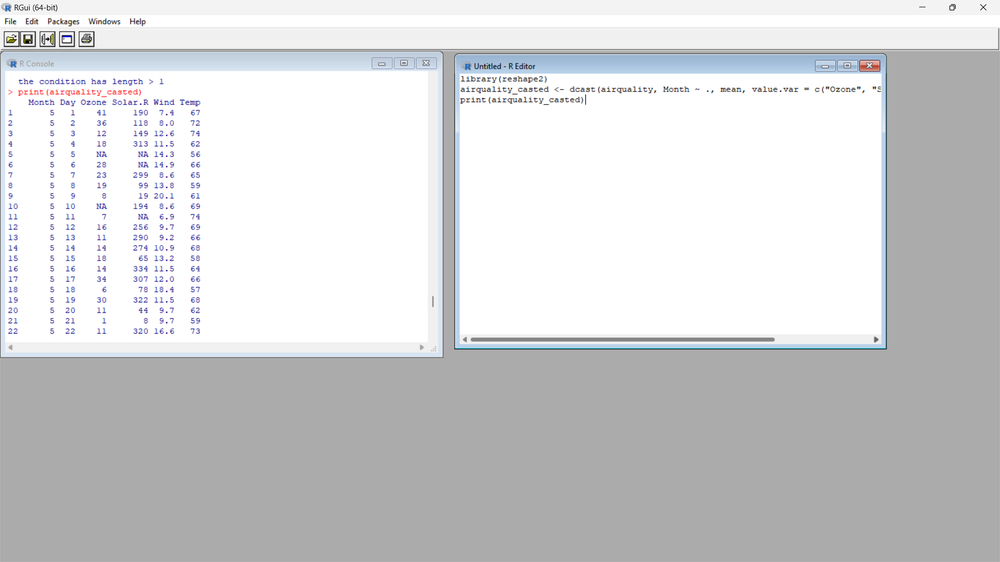 RGui (64-bit)
File Edit Packages Windows Help
R Console
the condition has length > 1
> print(airquality_casted)
Month Day Ozone Solar.R Wind Temp
1 5 1 41 190 7.4 67
2 5 2 36 118 8.0 72
3 5 3 12 149 12.6 74
4 5 4 18 313 11.5 62
5 5 5 NA NA 14.3 56
6 5 6 28 NA 14.9 66
7 5 7 23 299 8.6 65
8 5 8 19 99 13.8 59
9 5 9 8 19 20.1 61
10 5 10 NA 194 8.6 69
11 5 11 7 NA 6.9 74
12 5 12 16 256 9.7 69
13 5 13 11 290 9.2 66
14 5 14 14 274 10.9 68
15 5 15 18 65 13.2 58
16 5 16 14 334 11.5 64
17 5 17 34 307 12.0 66
18 5 18 6 78 18.4 57
19 5 19 30 322 11.5 68
20 5 20 11 44 9.7 62
21 5 21 1 8 9.7 59
22 5 22 11 320 16.6 73
Untitled - R Editor
library(reshape2)
airquality_casted <- dcast(airquality, Month ~ ., mean, value.var = c("Ozone", "S
print(airquality_casted)